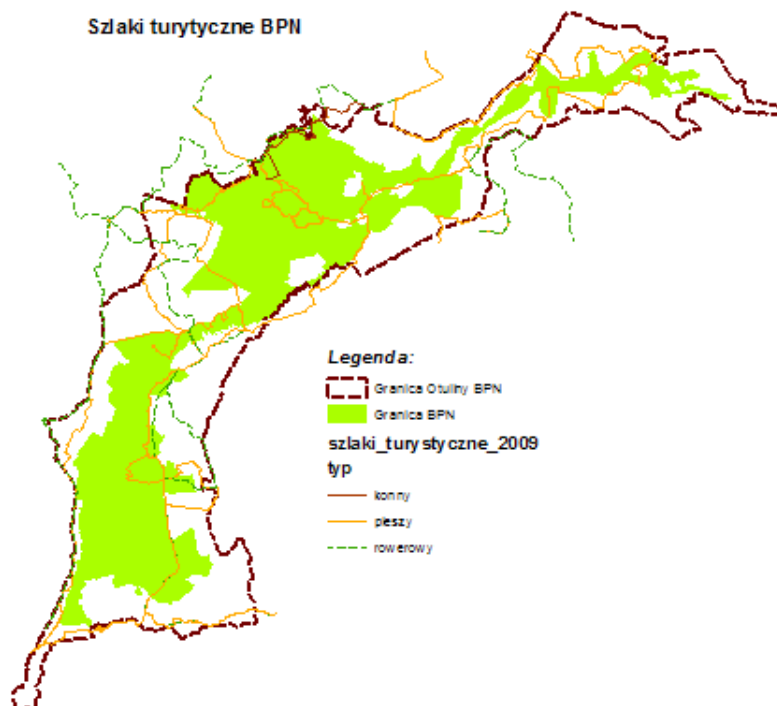 Szlaki turytyczne BPN
Legenda:
Granica Otuliny BPN
Granica BPN
szlaki_turystyczne_2009
typ
konny
pieszy
rowerowy